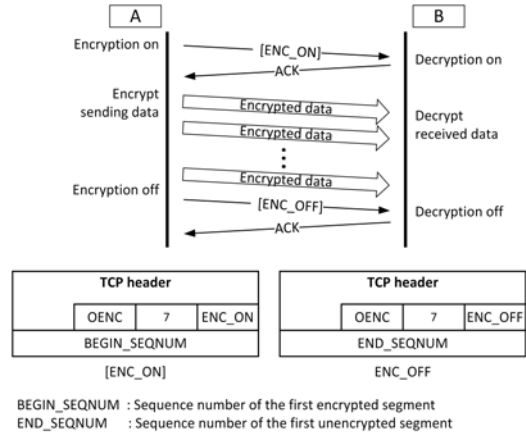 A
B
Encryption on
[ENC_ON]
ACK
Decryption on
Encrypt
sending data
Encrypted data
Encrypted data
Decrypt
received data
Encrypted data
Encryption off
[ENC_OFF]
Decryption off
ACK
TCP header
OENC 7 ENC_ON
BEGIN_SEQNUM
[ENC_ON]
TCP header
OENC 7 ENC_OFF
END_SEQNUM
ENC_OFF
BEGIN_SEQNUM : Sequence number of the first encrypted segment
END_SEQNUM : Sequence number of the first unencrypted segment